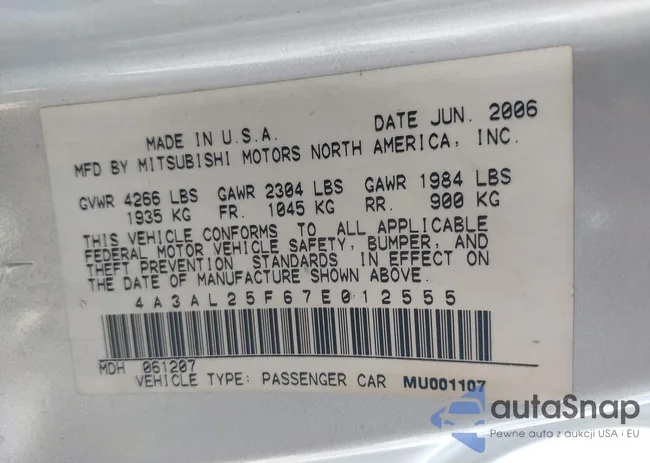 MADE IN U.S.A. DATE JUN. 2006
MFD BY MITSUBISHI MOTORS NORTH AMERICA, INC.
GVWR 4266 LBS GAWR 2304 LBS GAWR 1984 LBS
1935 KG FR. 1045 KG RR. 900 KG
THIS VEHICLE CONFORMS TO ALL APPLICABLE
FEDERAL MOTOR VEHICLE SAFETY, BUMPER, AND
THEFT PREVENTION STANDARDS IN EFFECT ON
THE DATE OF MANUFACTURE SHOWN ABOVE.
4A3AL25F67E012555
MDH 061207
VEHICLE TYPE: PASSENGER CAR MU001107
autaSnap
Pewne auta z aukcji USA i EU